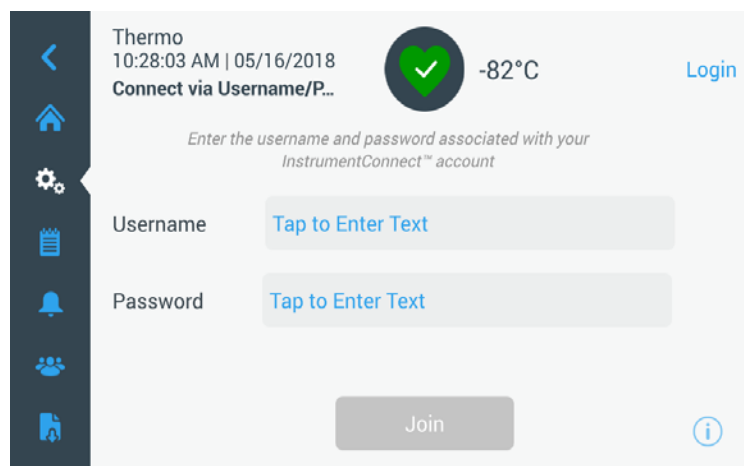 Thermo
10:28:03 AM | 05/16/2018
Connect via Username/P...
-82°C
Login
Enter the username and password associated with your
InstrumentConnect™ account
Username
Tap to Enter Text
Password
Tap to Enter Text
Join
i